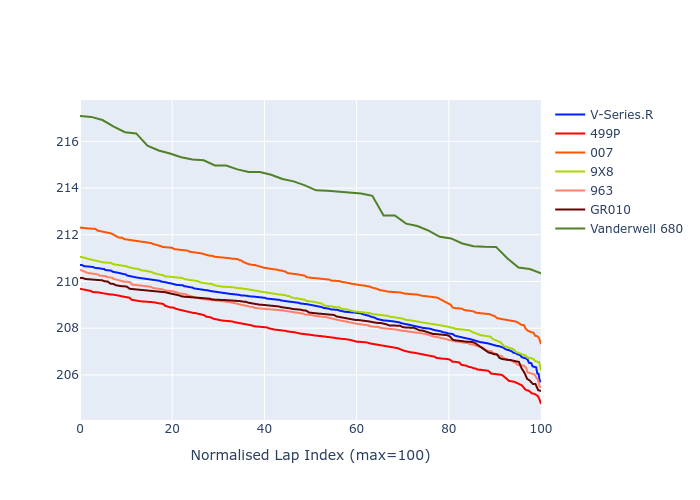 216
214
212
210
208
206
0 20 40 60 80 100
Normalised Lap Index (max=100)
V-Series.R
499P
007
9X8
963
GR010
Vanderwell 680